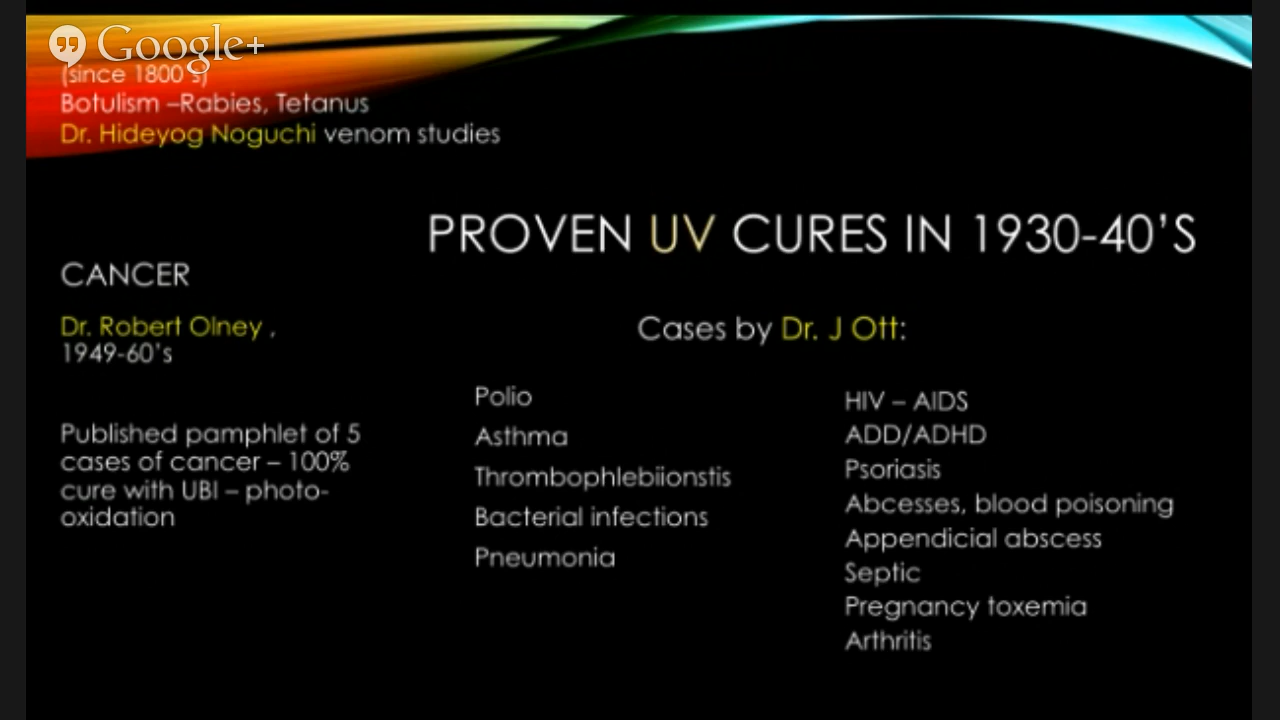 Google+
(since 1800's)
Botulism –Rabies, Tetanus
Dr. Hideyog Noguchi venom studies
PROVEN UV CURES IN 1930-40'S
CANCER
Dr. Robert Olney ,
1949-60's
Published pamphlet of 5
cases of cancer – 100%
cure with UBI – photo-
oxidation
Cases by Dr. J Ott:
Polio
Asthma
Thrombophlebiionstis
Bacterial infections
Pneumonia
HIV – AIDS
ADD/ADHD
Psoriasis
Abcesses, blood poisoning
Appendicial abscess
Septic
Pregnancy toxemia
Arthritis